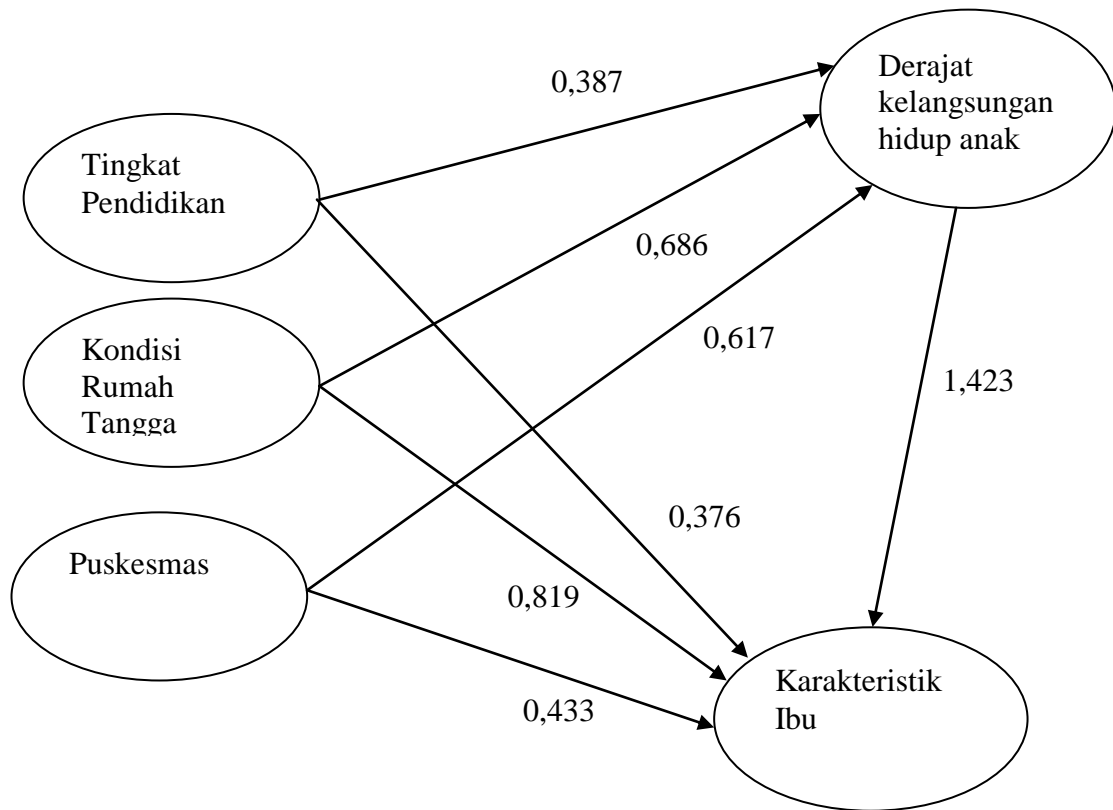 0,387
Derajat
kelangsungan
hidup anak
Tingkat
Pendidikan
0,686
Kondisi
Rumah
Tangga
0,617
1,423
0,376
Puskesmas
0,819
0,433
Karakteristik
Ibu